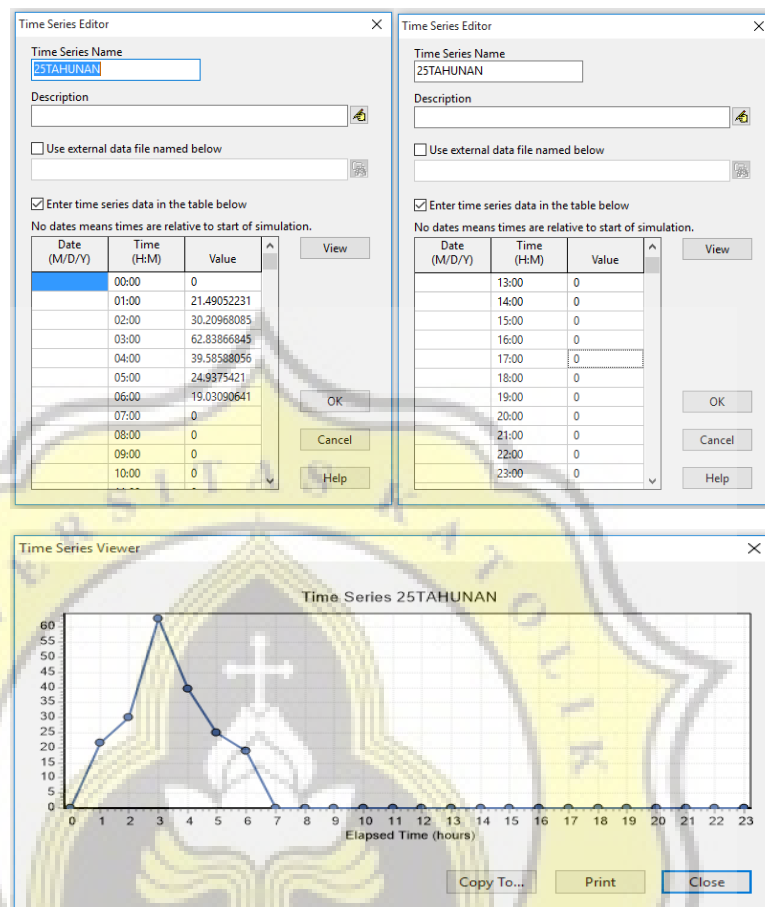 Time Series Editor
Time Series Name
25TAHUNAN
Description
Use external data file named below
Enter time series data in the table below
No dates means times are relative to start of simulation.
Date (M/D/Y) Time (H:M) Value
View
00:00 0
01:00 21.49052231
02:00 30.20968085
03:00 62.83866845
04:00 39.58588056
05:00 24.9375421
06:00 19.03090641
07:00 0
08:00 0
09:00 0
10:00 0
OK
Cancel
Help
Time Series Editor
Time Series Name
25TAHUNAN
Description
Use external data file named below
Enter time series data in the table below
No dates means times are relative to start of simulation.
Date (M/D/Y) Time (H:M) Value
View
13:00 0
14:00 0
15:00 0
16:00 0
17:00 0
18:00 0
19:00 0
20:00 0
21:00 0
22:00 0
23:00 0
OK
Cancel
Help
Time Series Viewer
Time Series 25TAHUNAN
60
55
50
45
40
35
30
25
20
15
10
5
0
0 1 2 3 4 5 6 7 8 9 10 11 12 13 14 15 16 17 18 19 20 21 22 23
Elapsed Time (hours)
Copy To... Print Close